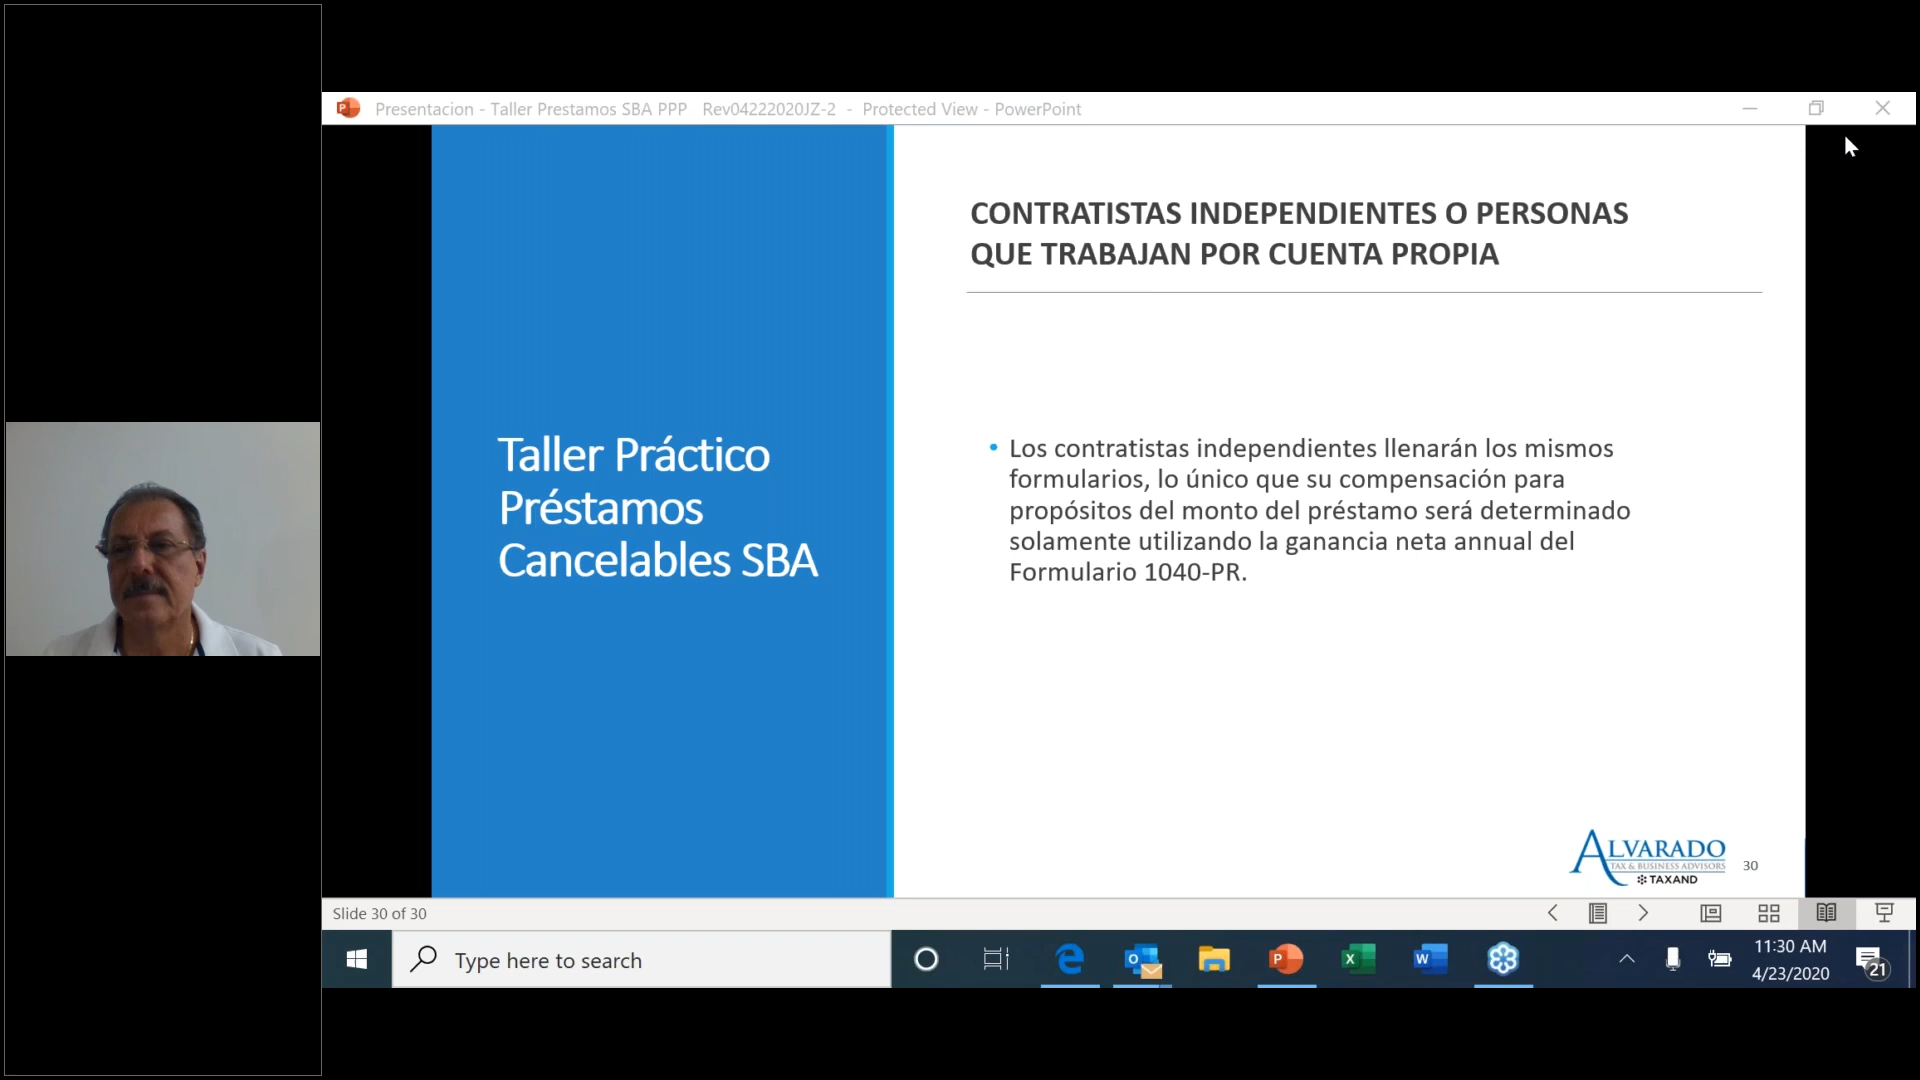 Presentacion - Taller Prestamos SBA PPP   Rev04222020JZ-2  -  Protected View - PowerPoint
CONTRATISTAS INDEPENDIENTES O PERSONAS
QUE TRABAJAN POR CUENTA PROPIA
Taller Práctico
Préstamos
Cancelables SBA
• Los contratistas independientes llenarán los mismos
formularios, lo único que su compensación para
propósitos del monto del préstamo será determinado
solamente utilizando la ganancia neta annual del
Formulario 1040-PR.
ALVARADO
TAX & BUSINESS ADVISORS
TAXAND
30
Slide 30 of 30
Type here to search
11:30 AM
4/23/2020
21